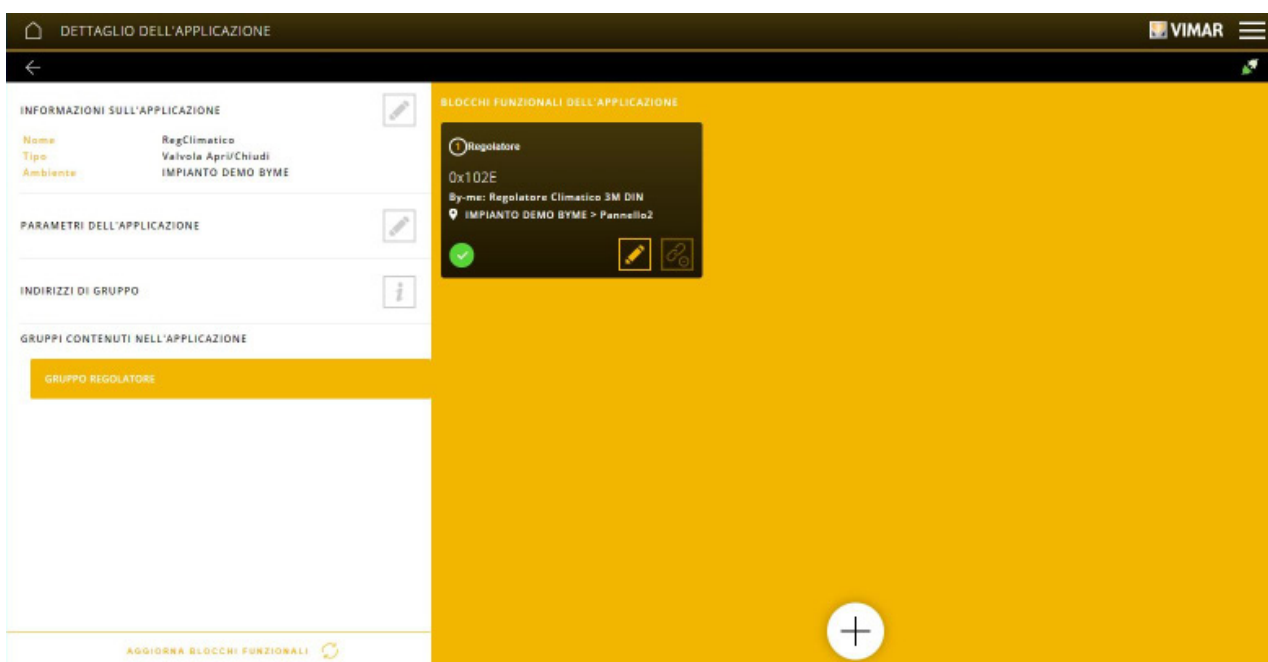 DETTAGLIO DELL'APPLICAZIONE
VIMAR
INFORMAZIONI SULL'APPLICAZIONE
Nome RegClimatico
Tipo Valvola Apri/Chiudi
Ambiente IMPIANTO DEMO BYME
PARAMETRI DELL'APPLICAZIONE
INDIRIZZI DI GRUPPO
i
GRUPPI CONTENUTI NELL'APPLICAZIONE
GRUPPO REGOLATORE
AGGIORNA BLOCCHI FUNZIONALI
BLOCCHI FUNZIONALI DELL'APPLICAZIONE
1 Regolatore
0x102E
By-me: Regolatore Climatico 3M DIN
IMPIANTO DEMO BYME > Pannello2